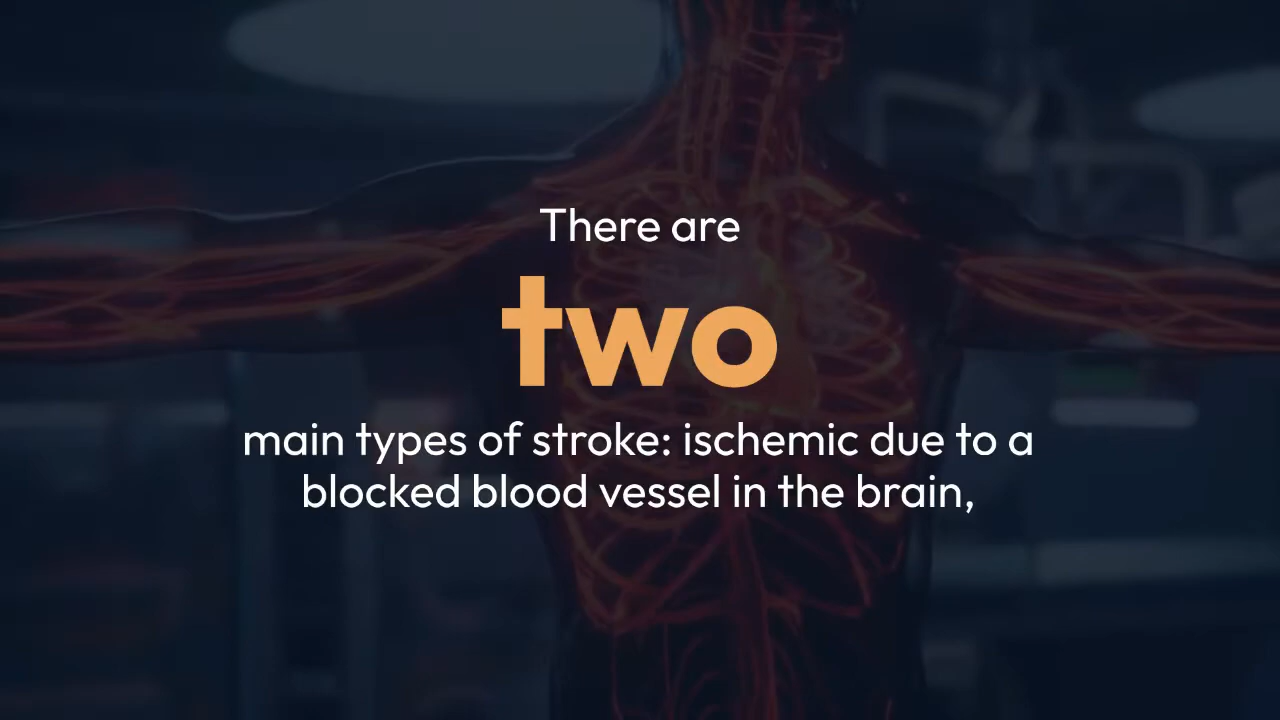 There are
two
main types of stroke: ischemic due to a
blocked blood vessel in the brain,